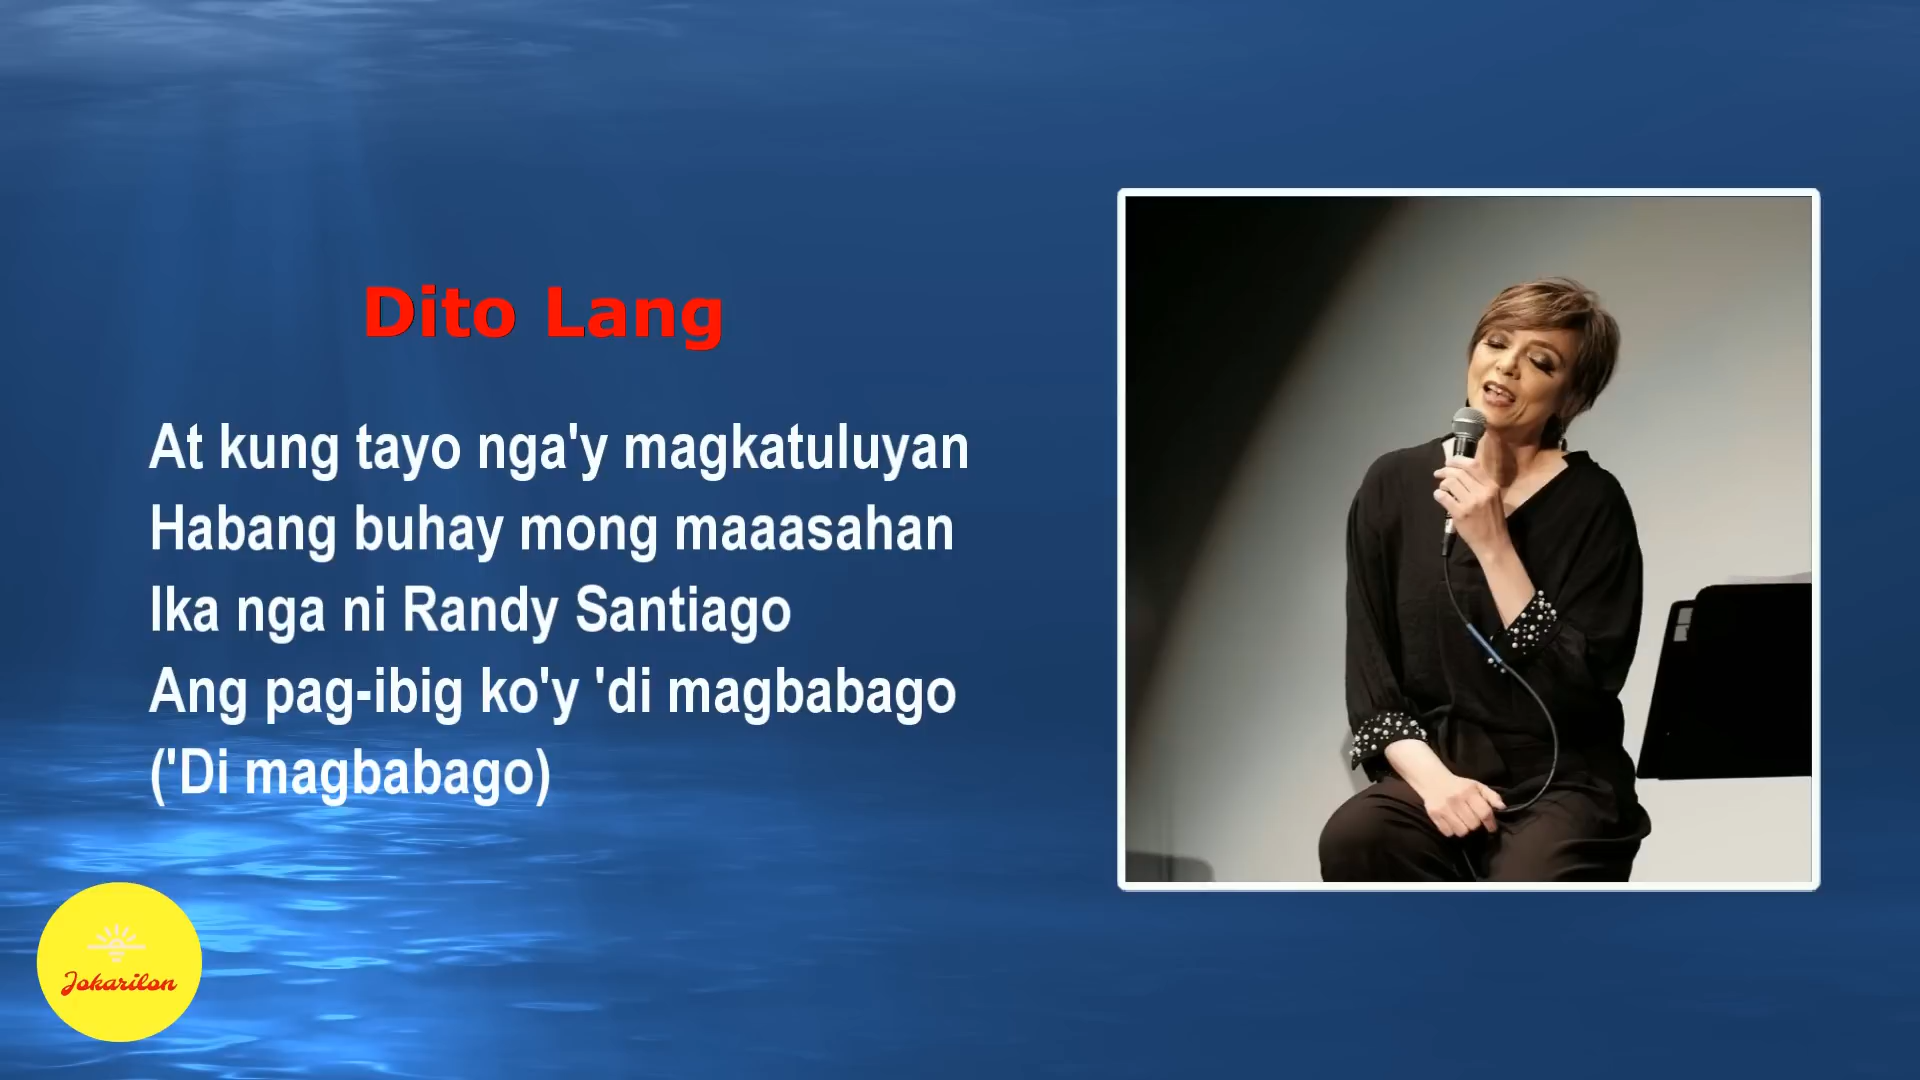 Dito Lang
At kung tayo nga'y magkatuluyan
Habang buhay mong maaasahan
Ika nga ni Randy Santiago
Ang pag-ibig ko'y 'di magbabago
('Di magbabago)
Jokarilon